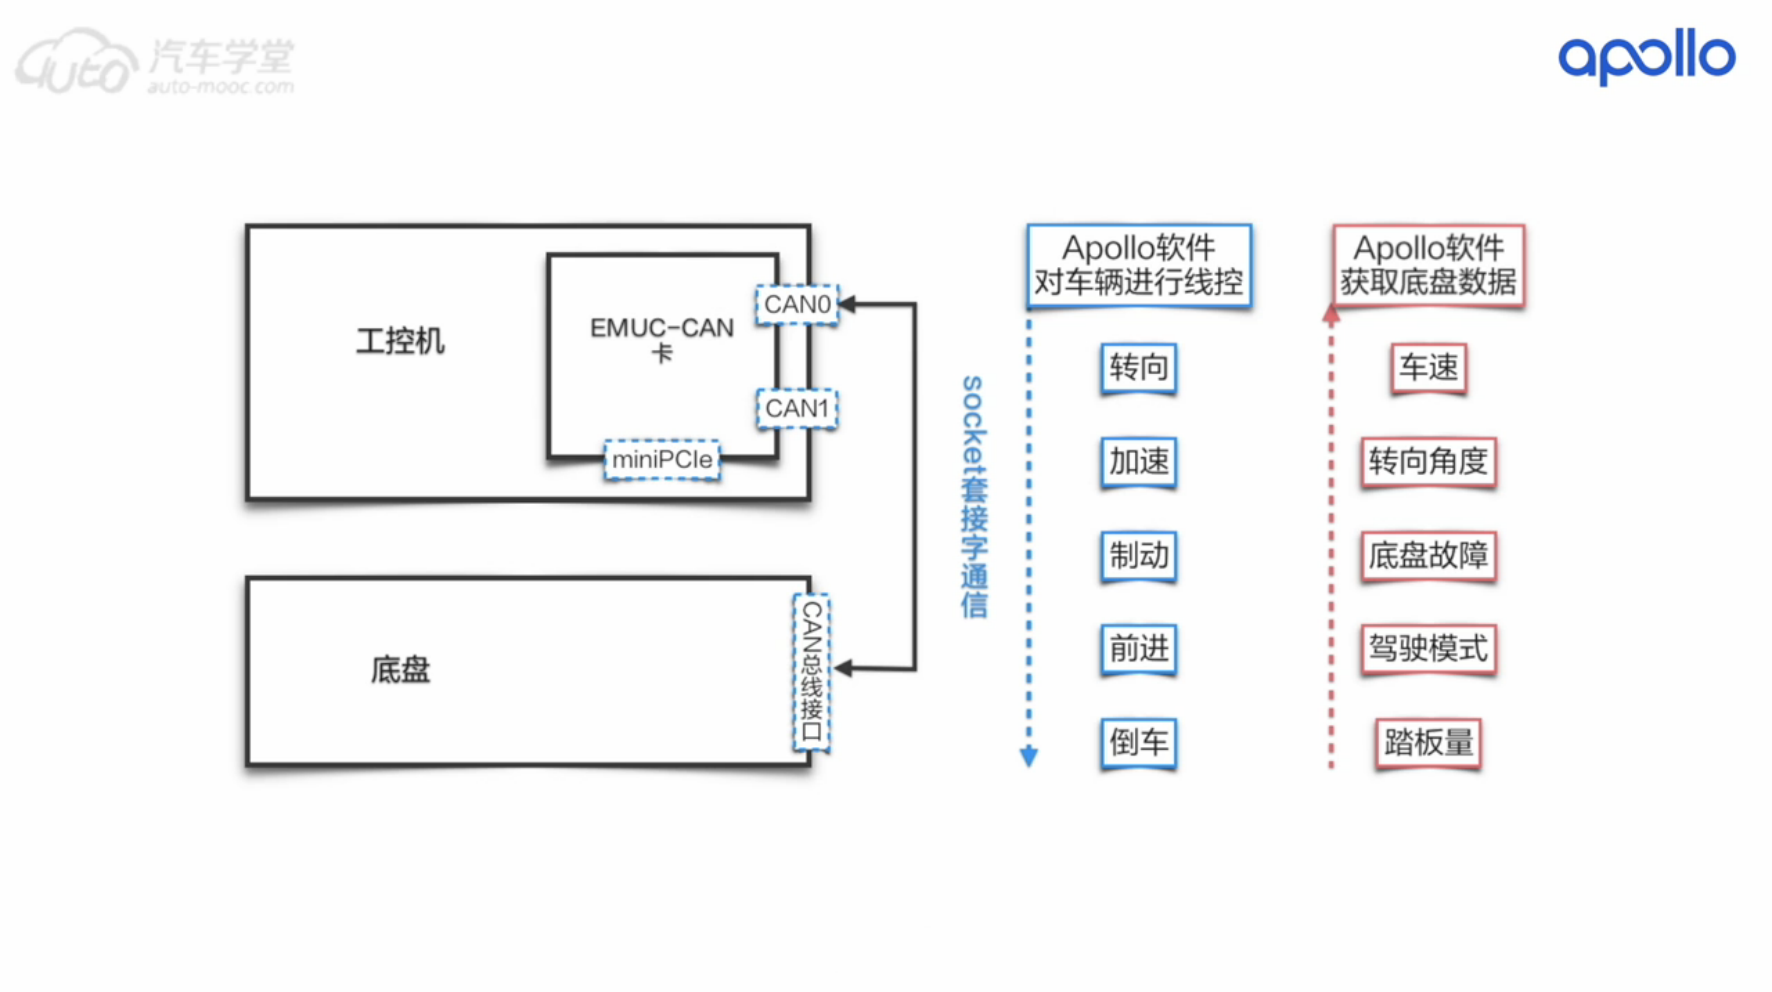 auto 汽车学堂
auto-mooc.com
apollo
工控机
EMUC-CAN
卡
CAN0
CAN1
miniPCIe
底盘
CAN总线接口
socket套接字通信
Apollo软件
对车辆进行线控
转向
加速
制动
前进
倒车
Apollo软件
获取底盘数据
车速
转向角度
底盘故障
驾驶模式
踏板量